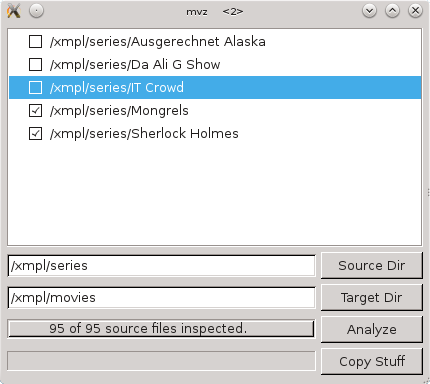 mvz <2>
/xmpl/series/Ausgerechnet Alaska
/xmpl/series/Da Ali G Show
/xmpl/series/IT Crowd
/xmpl/series/Mongrels
/xmpl/series/Sherlock Holmes
/xmpl/series Source Dir
/xmpl/movies Target Dir
95 of 95 source files inspected. Analyze
Copy Stuff